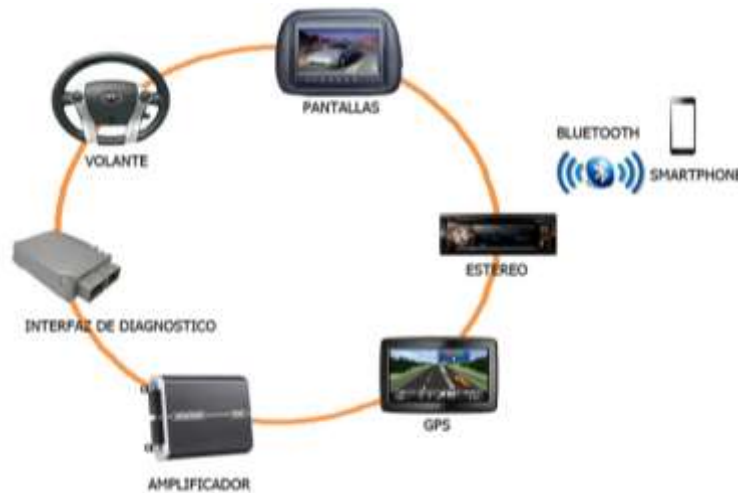 PANTALLAS
VOLANTE
BLUETOOTH
SMARTPHONE
ESTEREO
INTERFAZ DE DIAGNOSTICO
GPS
AMPLIFICADOR